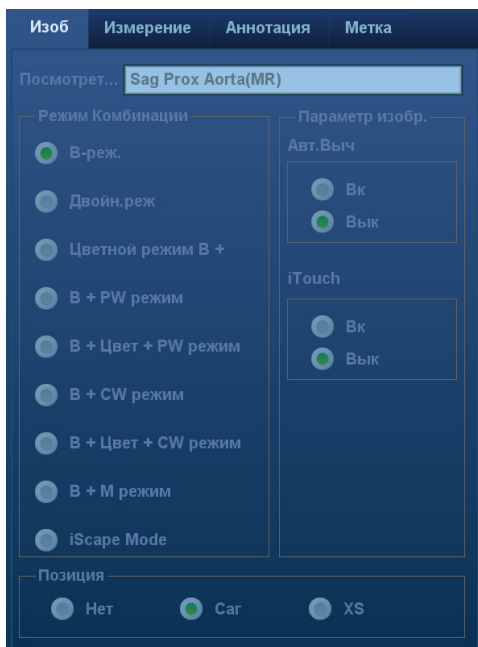 Изоб Измерение Аннотация Метка
Посмотрет... Sag Prox Aorta(MR)
Режим Комбинации
В-реж.
Двойн.реж
Цветной режим В +
В + PW режим
В + Цвет + PW режим
В + CW режим
В + Цвет + CW режим
В + М режим
iScape Mode
Параметр изобр.
Авт.Выч
Вк
Вык
iTouch
Вк
Вык
Позиция
Нет Саг XS